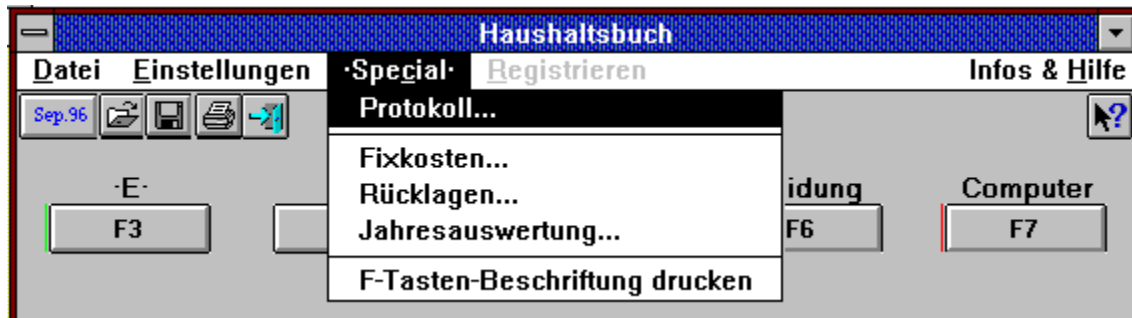 Haushaltsbuch
Datei Einstellungen ·Special· Registrieren Infos & Hilfe
Sep.96
Protokoll...
Fixkosten...
Rücklagen...
Jahresauswertung...
F-Tasten-Beschriftung drucken
·E· idung Computer
F3 F6 F7